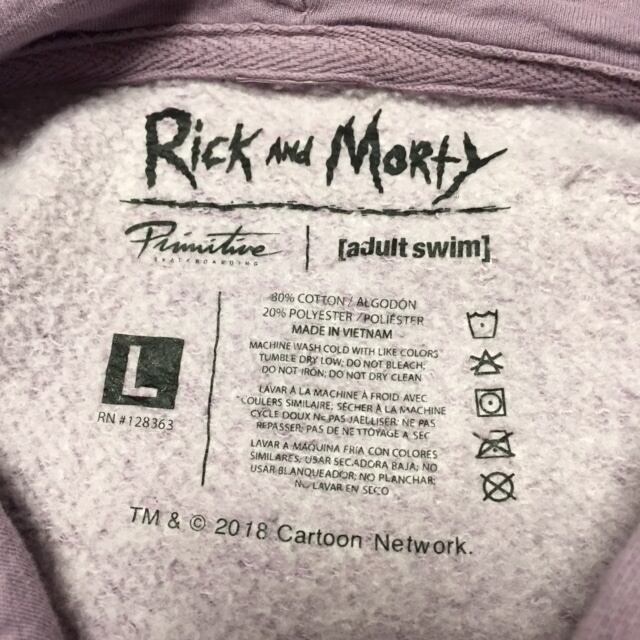 Rick and Morty
Primitive
SKATEBOARDING
[adult swim]
L
RN #128363
80% COTTON / ALGODÓN
20% POLYESTER / POLIÉSTER
MADE IN VIETNAM
MACHINE WASH COLD WITH LIKE COLORS
TUMBLE DRY LOW; DO NOT BLEACH;
DO NOT IRON; DO NOT DRY CLEAN
LAVAR A LA MACHINE À FROID AVEC
COULERS SIMILAIRE; SÉCHER À LA MACHINE
CYCLE DOUX NE PAS JAELLISER; NE PAS
REPASSER; PAS DE NETTOYAGE A SEC
LAVAR A MÁQUINA FRIA CON COLORES
SIMILARES; USAR SECADORA BAJA; NO
USAR BLANQUEADOR; NO PLANCHAR;
NO LAVAR EN SECO
TM & © 2018 Cartoon Network.